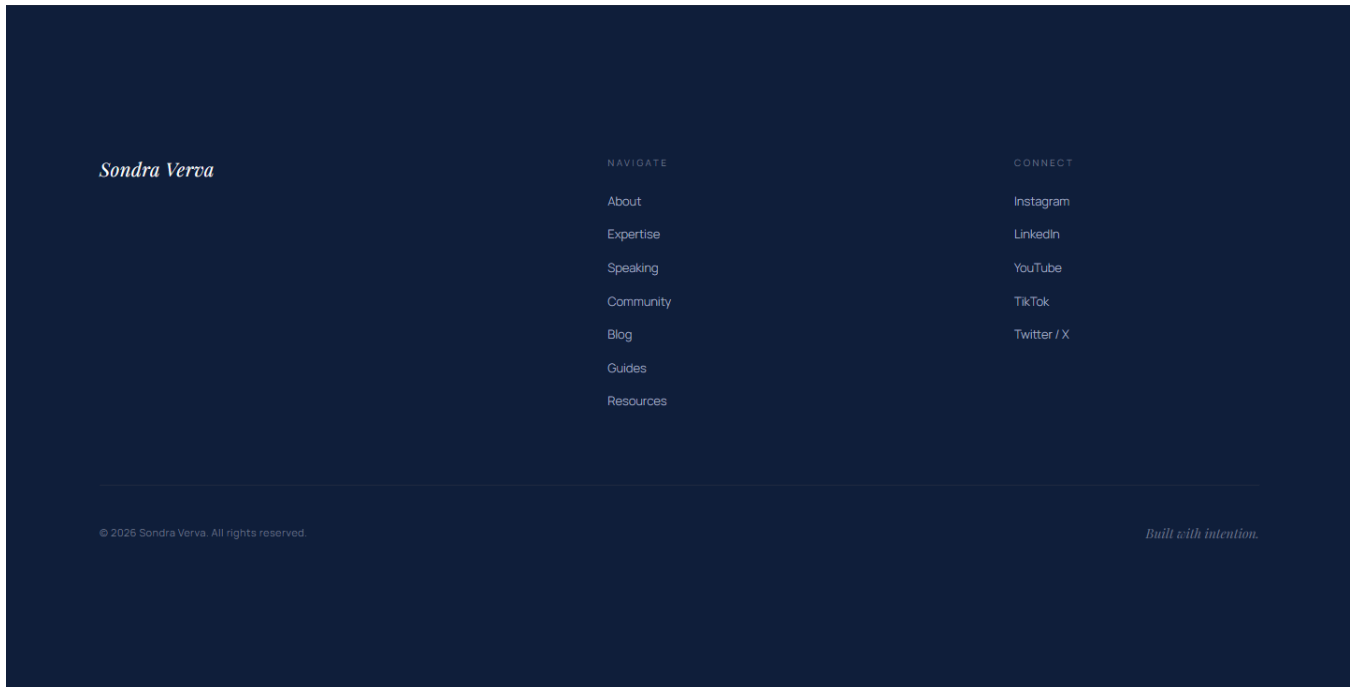 Sondra Verva
NAVIGATE
About
Expertise
Speaking
Community
Blog
Guides
Resources
CONNECT
Instagram
LinkedIn
YouTube
TikTok
Twitter / X
© 2026 Sondra Verva. All rights reserved.
Built with intention.